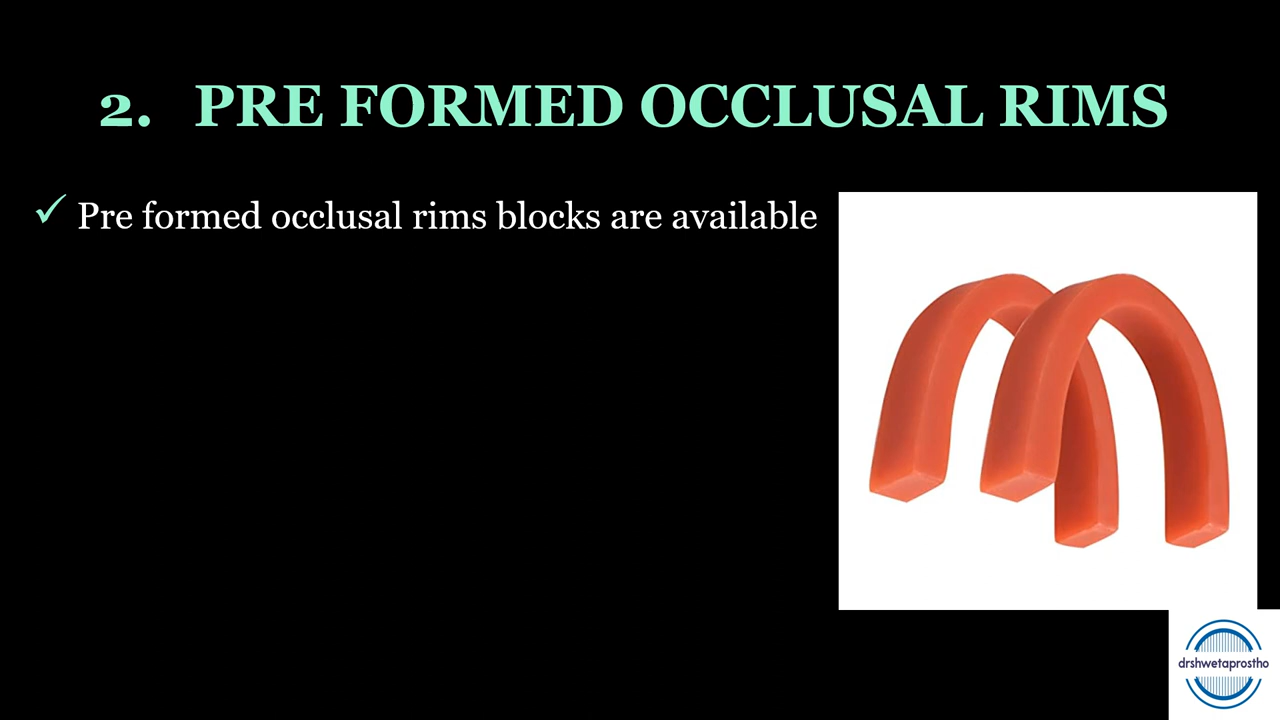 2. PRE FORMED OCCLUSAL RIMS
✓ Pre formed occlusal rims blocks are available
drshwetaprostho